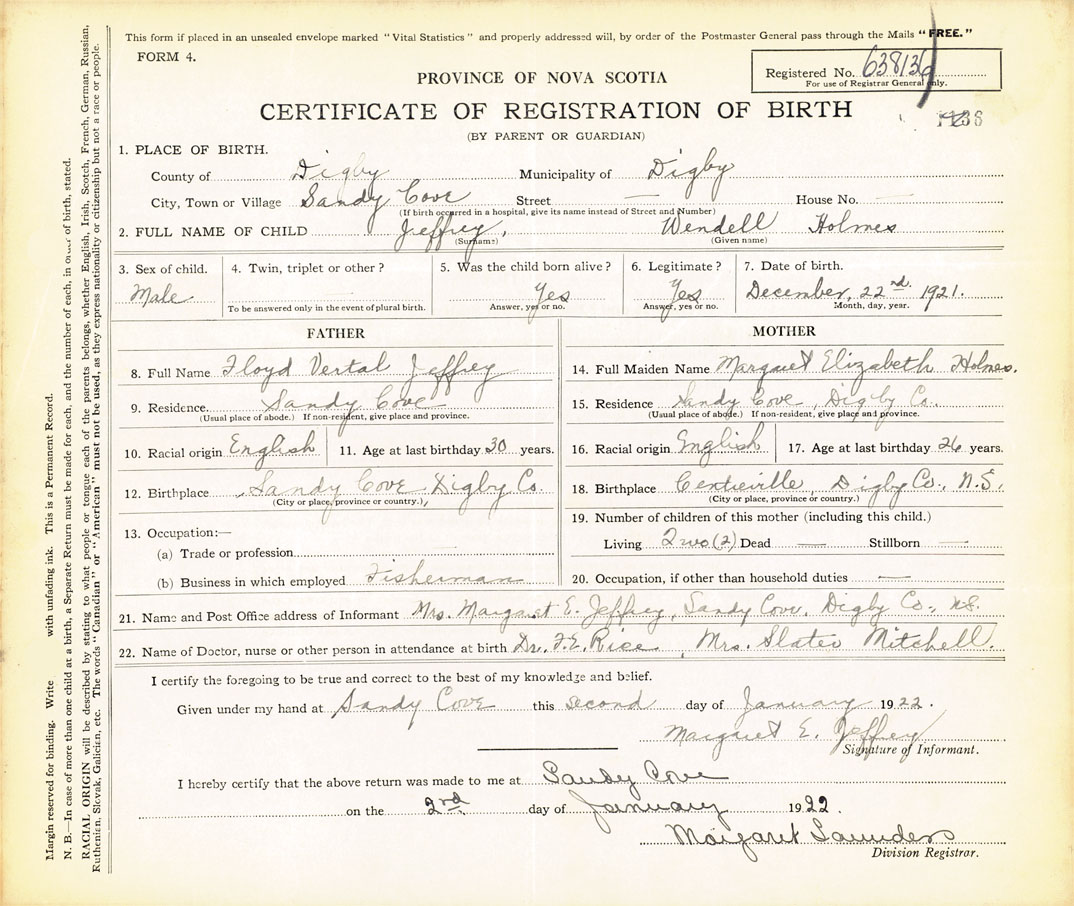 This form if placed in an unsealed envelope marked "Vital Statistics" and properly addressed will, by order of the Postmaster General pass through the Mails "FREE."
FORM 4.
Registered No. 638136
For use of Registrar General only.
PROVINCE OF NOVA SCOTIA
CERTIFICATE OF REGISTRATION OF BIRTH
(BY PARENT OR GUARDIAN)
1. PLACE OF BIRTH.
County of Digby Municipality of Digby
City, Town or Village Sandy Cove Street — House No. —
(If birth occurred in a hospital, give its name instead of Street and Number)
2. FULL NAME OF CHILD Jeffrey, Wendell Holmes
(Surname) (Given name)
3. Sex of child. 4. Twin, triplet or other? 5. Was the child born alive? 6. Legitimate? 7. Date of birth.
Male Yes Yes December, 22nd. 1921.
To be answered only in the event of plural birth. Answer, yes or no. Answer, yes or no. Month, day, year.
FATHER
8. Full Name Floyd Vertal Jeffrey
9. Residence. Sandy Cove
(Usual place of abode.) If non-resident, give place and province.
10. Racial origin English 11. Age at last birthday 30 years.
12. Birthplace Sandy Cove Digby Co.
(City or place, province or country.)
13. Occupation:—
(a) Trade or profession
(b) Business in which employed Fisherman
MOTHER
14. Full Maiden Name Margaret Elizabeth Holmes.
15. Residence Sandy Cove, Digby Co.
(Usual place of abode.) If non-resident, give place and province.
16. Racial origin English 17. Age at last birthday 26 years.
18. Birthplace Centreville, Digby Co., N.S.
(City or place, province or country.)
19. Number of children of this mother (including this child.)
Living Two (2) Dead — Stillborn —
20. Occupation, if other than household duties —
21. Name and Post Office address of Informant Mrs. Margaret E. Jeffrey, Sandy Cove, Digby Co., N.S.
22. Name of Doctor, nurse or other person in attendance at birth Dr. F.E. Rice, Mrs. Slater Mitchell.
I certify the foregoing to be true and correct to the best of my knowledge and belief.
Given under my hand at Sandy Cove this second day of January 1922.
Margaret E. Jeffrey
Signature of Informant.
I hereby certify that the above return was made to me at Sandy Cove
on the 2nd day of January 1922.
Margaret Saunders
Division Registrar.
Margin reserved for binding. Write with unfading ink. This is a Permanent Record.
N. B.—In case of more than one child at a birth, a Separate Return must be made for each, and the number of each, in order of birth, stated.
RACIAL ORIGIN will be described by stating to what people or tongue each of the parents belongs, whether English, Irish, Scotch, French, German, Russian,
Ruthenian, Slovak, Galician, etc. The words "Canadian" or "American" must not be used, as they express nationality or citizenship but not a race or people.